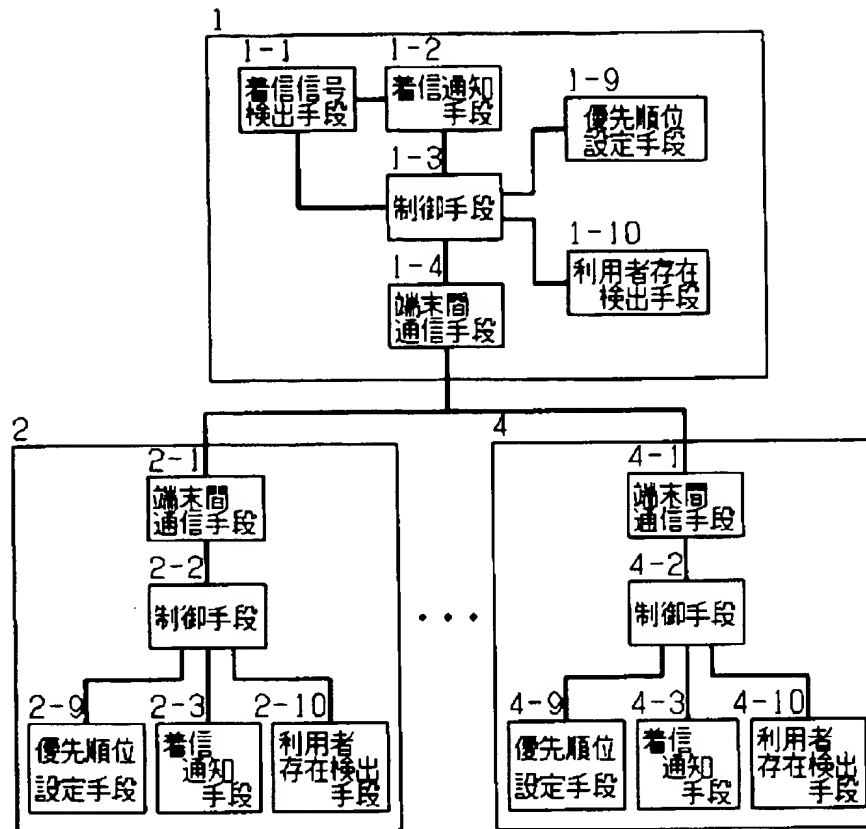 1
1-1
着信信号
検出手段
1-2
着信通知
手段
1-9
優先順位
設定手段
1-3
制御手段
1-10
利用者存在
検出手段
1-4
端末間
通信手段
2
2-1
端末間
通信手段
2-2
制御手段
2-9
優先順位
設定手段
2-3
着信
通知
手段
2-10
利用者
存在検出
手段
・・・
4
4-1
端末間
通信手段
4-2
制御手段
4-9
優先順位
設定手段
4-3
着信
通知
手段
4-10
利用者
存在検出
手段